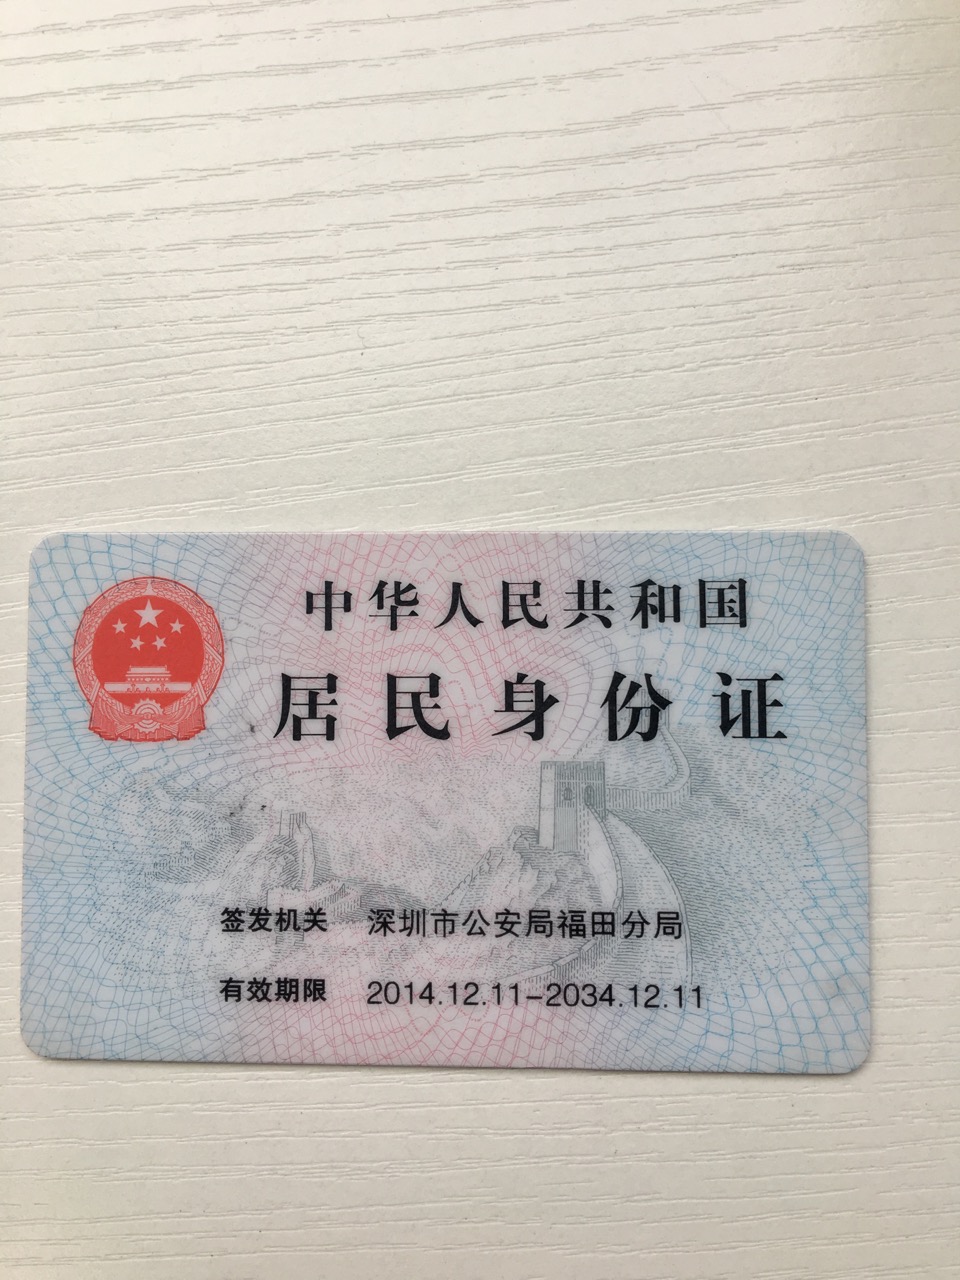 中华人民共和国
居民身份证
签发机关 深圳市公安局福田分局
有效期限 2014.12.11-2034.12.11